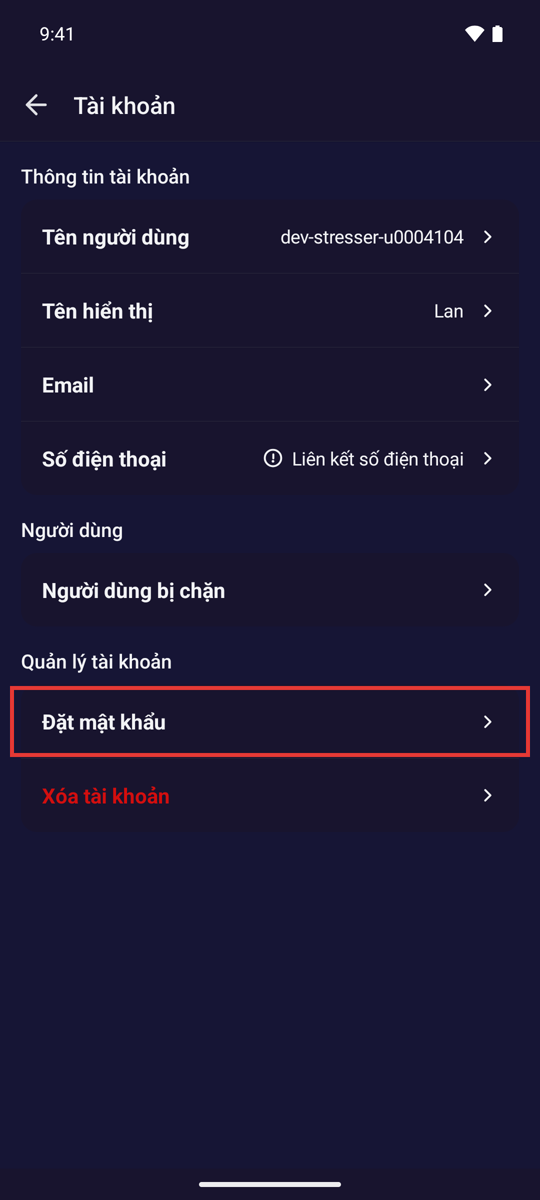 9:41
Tài khoản
Thông tin tài khoản
Tên người dùng dev-stresser-u0004104
Tên hiển thị Lan
Email
Số điện thoại Liên kết số điện thoại
Người dùng
Người dùng bị chặn
Quản lý tài khoản
Đặt mật khẩu
Xóa tài khoản